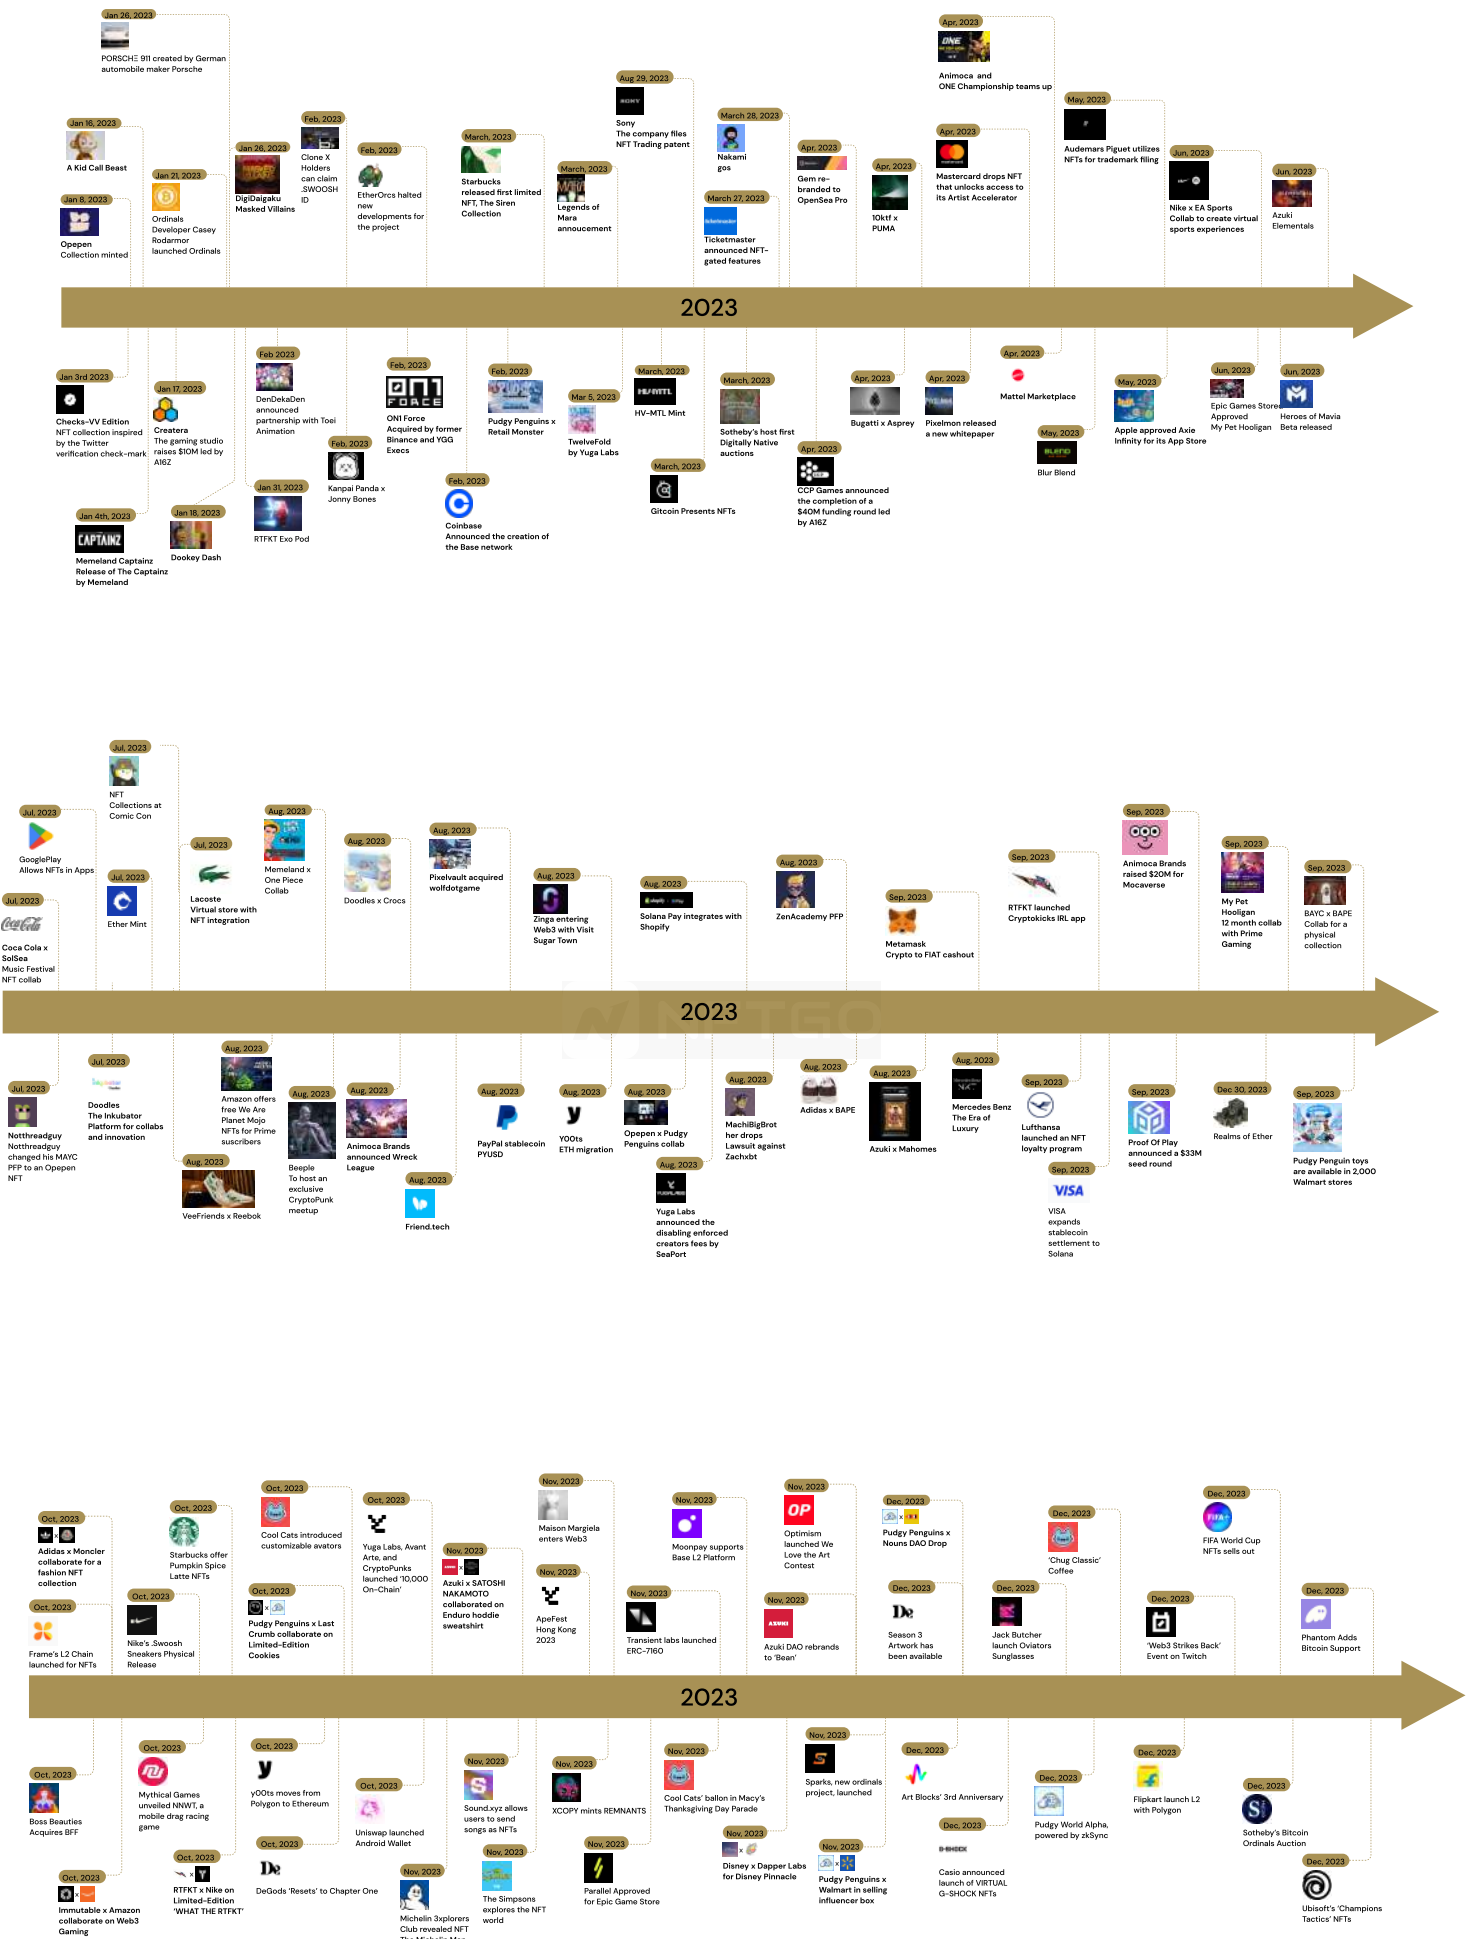 Jan 26, 2023
PORSCHΞ 911 created by German
automobile maker Porsche
Jan 16, 2023
A Kid Call Beast
Jan 8, 2023
Opepen
Collection minted
Jan 21, 2023
Ordinals
Developer Casey
Rodarmor
launched Ordinals
Jan 26, 2023
DigiDaigaku
Masked Villains
Feb, 2023
Clone X
Holders
can claim
.SWOOSH
ID
Feb, 2023
EtherOrcs halted
new
developments for
the project
March, 2023
Starbucks
released first limited
NFT, The Siren
Collection
March, 2023
Legends of
Mara
annoucement
Aug 29, 2023
SONY
Sony
The company files
NFT Trading patent
March 28, 2023
Nakami
gos
March 27, 2023
ticketmaster
Ticketmaster
announced NFT-
gated features
Apr, 2023
Gem re-
branded to
OpenSea Pro
Apr, 2023
10ktf x
PUMA
Apr, 2023
ONE
Animoca and
ONE Championship teams up
Apr, 2023
mastercard
Mastercard drops NFT
that unlocks access to
its Artist Accelerator
May, 2023
Audemars Piguet utilizes
NFTs for trademark filing
Jun, 2023
Nike x EA Sports
Collab to create virtual
sports experiences
Jun, 2023
Azuki
Elementals
2023
Jan 3rd 2023
Checks-VV Edition
NFT collection inspired
by the Twitter
verification check-mark
Jan 4th, 2023
CAPTAINZ
Memeland Captainz
Release of The Captainz
by Memeland
Jan 17, 2023
Createra
The gaming studio
raises $10M led by
A16Z
Jan 18, 2023
Dookey Dash
Feb 2023
DenDekaDen
announced
partnership with Toei
Animation
Jan 31, 2023
RTFKT Exo Pod
Feb, 2023
Kanpai Panda x
Jonny Bones
Feb, 2023
0N1
FORCE
ON1 Force
Acquired by former
Binance and YGG
Execs
Feb, 2023
Coinbase
Announced the creation of
the Base network
Feb, 2023
Pudgy Penguins x
Retail Monster
Mar 5, 2023
TwelveFold
by Yuga Labs
March, 2023
HV-MTL
HV-MTL Mint
March, 2023
Gitcoin Presents NFTs
March, 2023
Sotheby's host first
Digitally Native
auctions
Apr, 2023
CCP
CCP Games announced
the completion of a
$40M funding round led
by A16Z
Apr, 2023
Bugatti x Asprey
Apr, 2023
Pixelmon released
a new whitepaper
Apr, 2023
Mattel Marketplace
May, 2023
BLEND
Blur Blend
May, 2023
Apple approved Axie
Infinity for its App Store
Jun, 2023
Epic Games Store
Approved
My Pet Hooligan
Jun, 2023
Heroes of Mavia
Beta released
Jul, 2023
GooglePlay
Allows NFTs in Apps
Jul, 2023
Coca-Cola
Coca Cola x
SolSea
Music Festival
NFT collab
Jul, 2023
NFT
Collections at
Comic Con
Jul, 2023
Ether Mint
Jul, 2023
Lacoste
Virtual store with
NFT integration
Aug, 2023
Memeland x
One Piece
Collab
Aug, 2023
Doodles x Crocs
Aug, 2023
Pixelvault acquired
wolfdotgame
Aug, 2023
Zinga entering
Web3 with Visit
Sugar Town
Aug, 2023
Solana Pay integrates with
Shopify
Aug, 2023
ZenAcademy PFP
Sep, 2023
Metamask
Crypto to FIAT cashout
Sep, 2023
RTFKT launched
Cryptokicks IRL app
Sep, 2023
Animoca Brands
raised $20M for
Mocaverse
Sep, 2023
My Pet
Hooligan
12 month collab
with Prime
Gaming
Sep, 2023
BAYC x BAPE
Collab for a
physical
collection
2023
NFTGO
Jul, 2023
Notthreadguy
Notthreadguy
changed his MAYC
PFP to an Opepen
NFT
Jul, 2023
Doodles
The Inkubator
Platform for collabs
and innovation
Aug, 2023
VeeFriends x Reebok
Aug, 2023
Amazon offers
free We Are
Planet Mojo
NFTs for Prime
suscribers
Aug, 2023
Beeple
To host an
exclusive
CryptoPunk
meetup
Aug, 2023
Animoca Brands
announced Wreck
League
Aug, 2023
Friend.tech
Aug, 2023
PayPal stablecoin
PYUSD
Aug, 2023
y
Y00ts
ETH migration
Aug, 2023
Opepen x Pudgy
Penguins collab
Aug, 2023
YUGALABS
Yuga Labs
announced the
disabling enforced
creators fees by
SeaPort
Aug, 2023
MachiBigBrot
her drops
Lawsuit against
Zachxbt
Aug, 2023
Adidas x BAPE
Aug, 2023
Azuki x Mahomes
Aug, 2023
Mercedes Benz
The Era of
Luxury
Sep, 2023
Lufthansa
launched an NFT
loyalty program
Sep, 2023
VISA
VISA
expands
stablecoin
settlement to
Solana
Sep, 2023
Proof Of Play
announced a $33M
seed round
Dec 30, 2023
Realms of Ether
Sep, 2023
Pudgy Penguin toys
are available in 2,000
Walmart stores
Oct, 2023
x
Adidas x Moncler
collaborate for a
fashion NFT
collection
Oct, 2023
Frame's L2 Chain
launched for NFTs
Oct, 2023
Starbucks offer
Pumpkin Spice
Latte NFTs
Oct, 2023
Nike's .Swoosh
Sneakers Physical
Release
Oct, 2023
Cool Cats introduced
customizable avators
Oct, 2023
x
Pudgy Penguins x Last
Crumb collaborate on
Limited-Edition
Cookies
Oct, 2023
Yuga Labs, Avant
Arte, and
CryptoPunks
launched '10,000
On-Chain'
Nov, 2023
x
Azuki x SATOSHI
NAKAMOTO
collaborated on
Enduro hoddie
sweatshirt
Nov, 2023
Maison Margiela
enters Web3
Nov, 2023
ApeFest
Hong Kong
2023
Nov, 2023
Transient labs launched
ERC-7160
Nov, 2023
Moonpay supports
Base L2 Platform
Nov, 2023
OP
Optimism
launched We
Love the Art
Contest
Nov, 2023
AZUKI
Azuki DAO rebrands
to 'Bean'
Dec, 2023
x
Pudgy Penguins x
Nouns DAO Drop
Dec, 2023
De
Season 3
Artwork has
been available
Dec, 2023
Jack Butcher
launch Oviators
Sunglasses
Dec, 2023
'Chug Classic'
Coffee
Dec, 2023
'Web3 Strikes Back'
Event on Twitch
Dec, 2023
FIFA+
FIFA World Cup
NFTs sells out
Dec, 2023
Phantom Adds
Bitcoin Support
2023
Oct, 2023
Boss Beauties
Acquires BFF
Oct, 2023
x
Immutable x Amazon
collaborate on Web3
Gaming
Oct, 2023
Mythical Games
unveiled NNWT, a
mobile drag racing
game
Oct, 2023
x
RTFKT x Nike on
Limited-Edition
'WHAT THE RTFKT'
Oct, 2023
y
y00ts moves from
Polygon to Ethereum
Oct, 2023
De
DeGods 'Resets' to Chapter One
Oct, 2023
Uniswap launched
Android Wallet
Nov, 2023
Michelin 3xplorers
Club revealed NFT
Nov, 2023
S
Sound.xyz allows
users to send
songs as NFTs
Nov, 2023
The Simpsons
explores the NFT
world
Nov, 2023
XCOPY mints REMNANTS
Nov, 2023
Parallel Approved
for Epic Game Store
Nov, 2023
Cool Cats' ballon in Macy's
Thanksgiving Day Parade
Nov, 2023
x
Disney x Dapper Labs
for Disney Pinnacle
Nov, 2023
Sparks, new ordinals
project, launched
Nov, 2023
x
Pudgy Penguins x
Walmart in selling
influencer box
Dec, 2023
Art Blocks' 3rd Anniversary
Dec, 2023
G-SHOCK
Casio announced
launch of VIRTUAL
G-SHOCK NFTs
Dec, 2023
Pudgy World Alpha,
powered by zkSync
Dec, 2023
Flipkart launch L2
with Polygon
Dec, 2023
Sotheby's Bitcoin
Ordinals Auction
Dec, 2023
Ubisoft's 'Champions
Tactics' NFTs